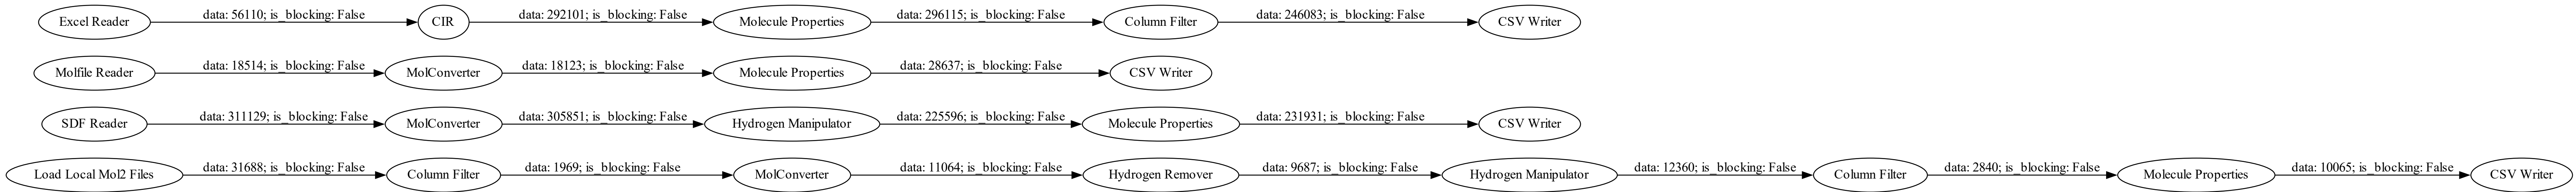 Excel Reader data: 56110; is_blocking: False CIR data: 292101; is_blocking: False Molecule Properties data: 296115; is_blocking: False Column Filter data: 246083; is_blocking: False CSV Writer
Molfile Reader data: 18514; is_blocking: False MolConverter data: 18123; is_blocking: False Molecule Properties data: 28637; is_blocking: False CSV Writer
SDF Reader data: 311129; is_blocking: False MolConverter data: 305851; is_blocking: False Hydrogen Manipulator data: 225596; is_blocking: False Molecule Properties data: 231931; is_blocking: False CSV Writer
Load Local Mol2 Files data: 31688; is_blocking: False Column Filter data: 1969; is_blocking: False MolConverter data: 11064; is_blocking: False Hydrogen Remover data: 9687; is_blocking: False Hydrogen Manipulator data: 12360; is_blocking: False Column Filter data: 2840; is_blocking: False Molecule Properties data: 10065; is_blocking: False CSV Writer